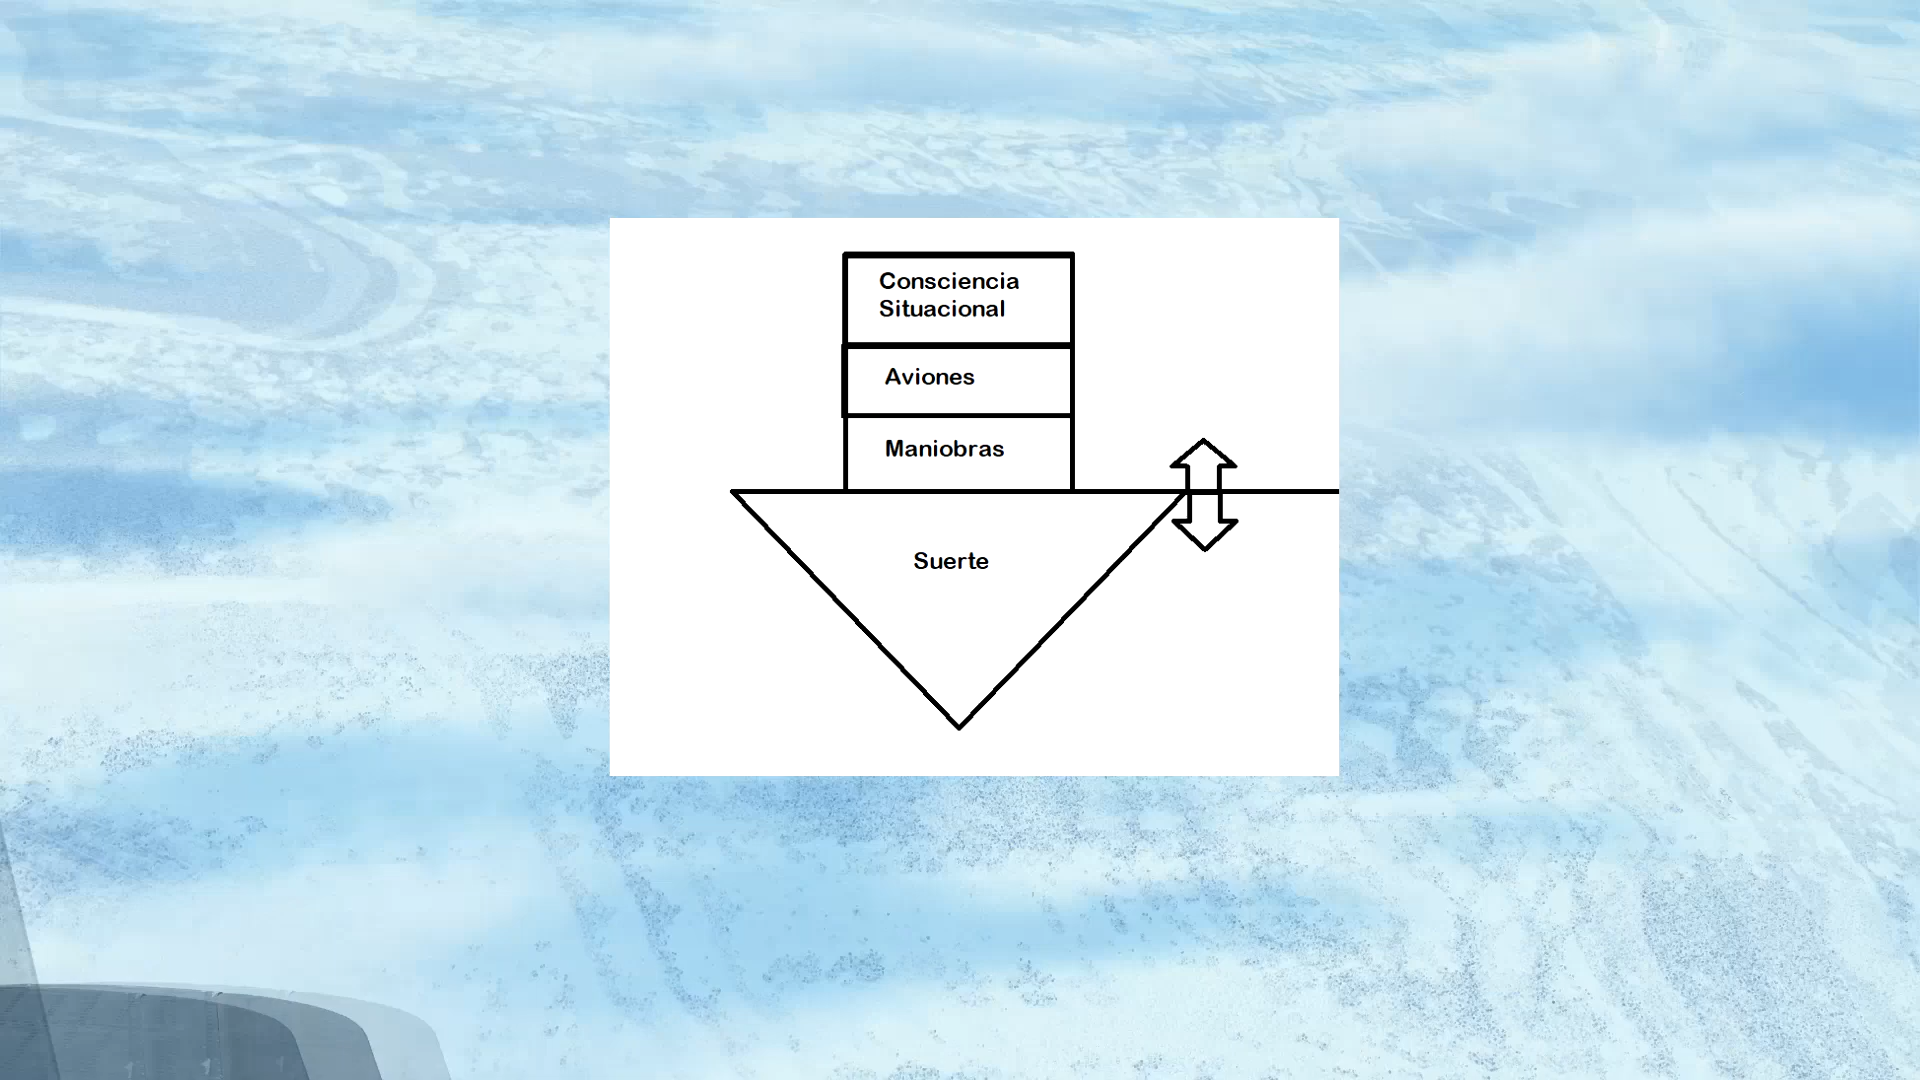 Consciencia
Situacional
Aviones
Maniobras
Suerte